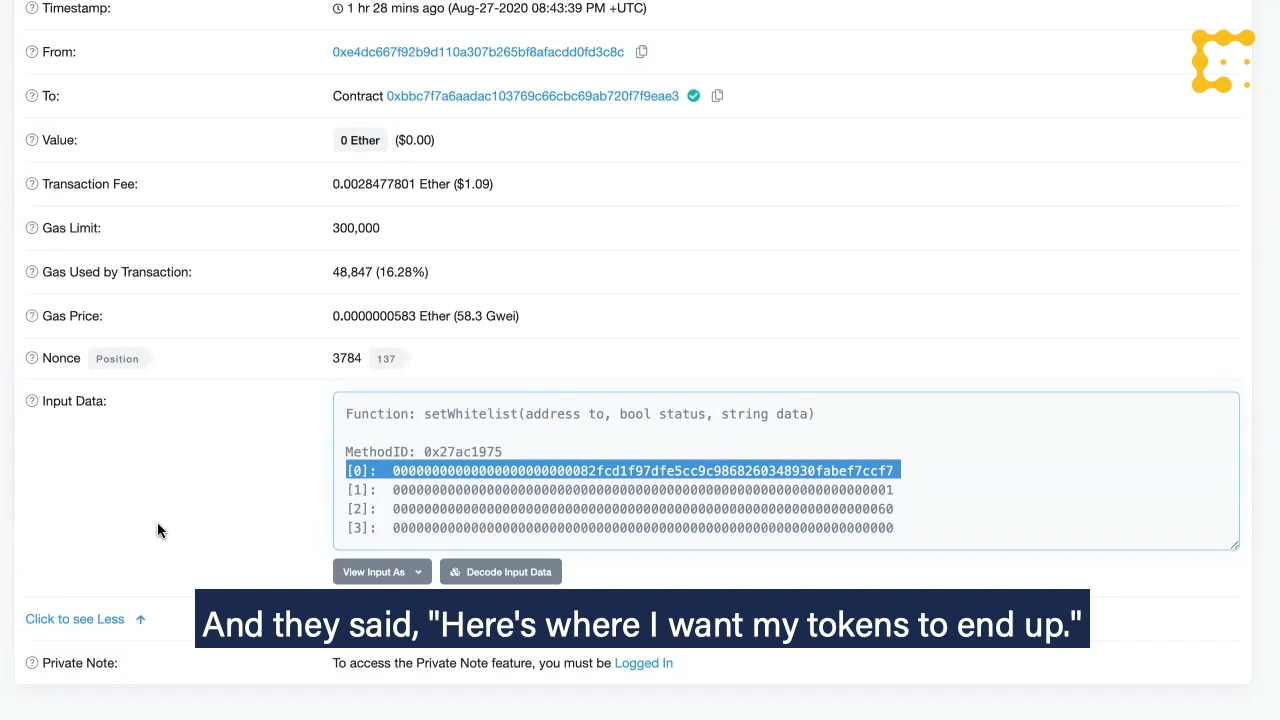 Timestamp: 1 hr 28 mins ago (Aug-27-2020 08:43:39 PM +UTC)
From: 0xe4dc667f92b9d110a307b265bf8afacdd0fd3c8c
To: Contract 0xbbc7f7a6aadac103769c66cbc69ab720f7f9eae3
Value: 0 Ether ($0.00)
Transaction Fee: 0.0028477801 Ether ($1.09)
Gas Limit: 300,000
Gas Used by Transaction: 48,847 (16.28%)
Gas Price: 0.0000000583 Ether (58.3 Gwei)
Nonce Position 3784 137
Input Data:
Function: setWhitelist(address to, bool status, string data)
MethodID: 0x27ac1975
[0]: 00000000000000000000000082fcd1f97dfe5cc9c9868260348930fabef7ccf7
[1]: 0000000000000000000000000000000000000000000000000000000000000001
[2]: 0000000000000000000000000000000000000000000000000000000000000060
[3]: 0000000000000000000000000000000000000000000000000000000000000000
View Input As Decode Input Data
Click to see Less
And they said, "Here's where I want my tokens to end up."
Private Note: To access the Private Note feature, you must be Logged In